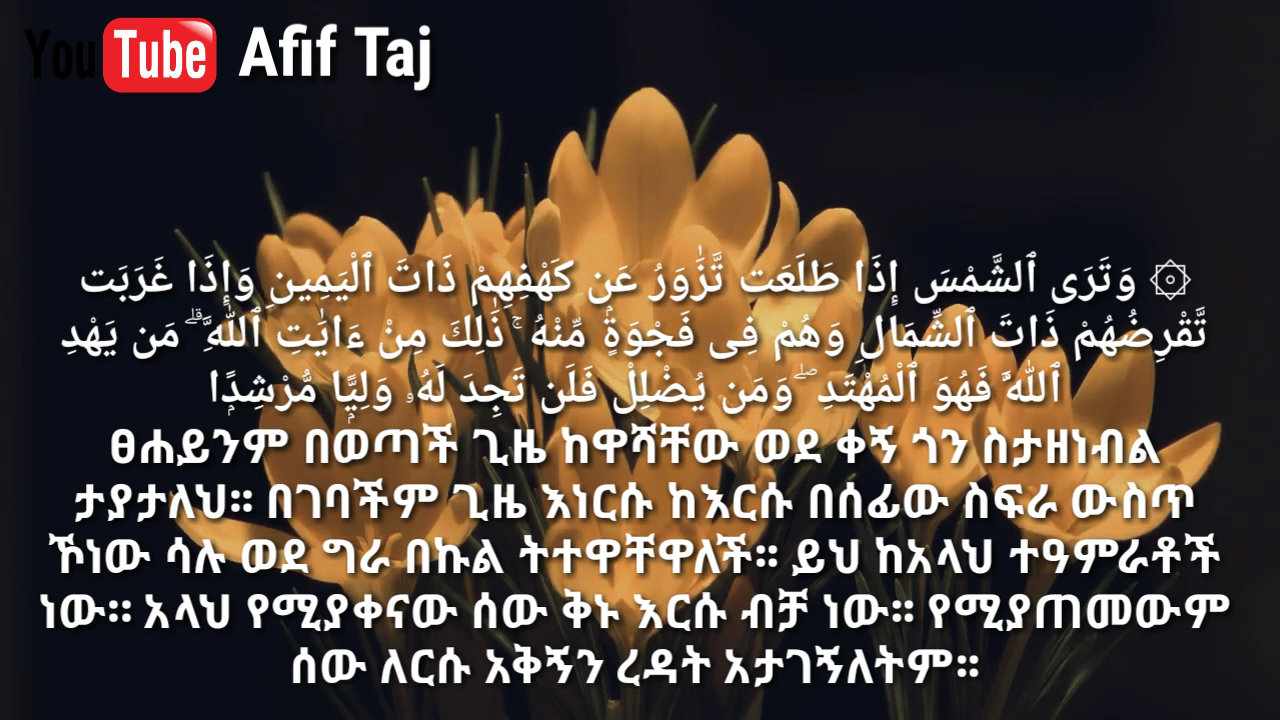 YouTube Afif Taj
۞ وَتَرَى ٱلشَّمْسَ إِذَا طَلَعَت تَّزَٰوَرُ عَن كَهْفِهِمْ ذَاتَ ٱلْيَمِينِ وَإِذَا غَرَبَت
تَّقْرِضُهُمْ ذَاتَ ٱلشِّمَالِ وَهُمْ فِى فَجْوَةٍۢ مِّنْهُ ۚ ذَٰلِكَ مِنْ ءَايَٰتِ ٱللَّهِ ۗ مَن يَهْدِ
ٱللَّهُ فَهُوَ ٱلْمُهْتَدِ ۖ وَمَن يُضْلِلْ فَلَن تَجِدَ لَهُۥ وَلِيًّۭا مُّرْشِدًۭا
ፀሐይንም በወጣች ጊዜ ከዋሻቸው ወደ ቀኝ ጎን ስታዘነብል
ታያታለህ፡፡ በገባችም ጊዜ እነርሱ ከእርሱ በሰፊው ስፍራ ውስጥ
ኾነው ሳሉ ወደ ግራ በኩል ትተዋቸዋለች፡፡ ይህ ከአላህ ተዓምራቶች
ነው፡፡ አላህ የሚያቀናው ሰው ቅኑ እርሱ ብቻ ነው፡፡ የሚያጠመውም
ሰው ለርሱ አቅኝን ረዳት አታገኝለትም፡፡